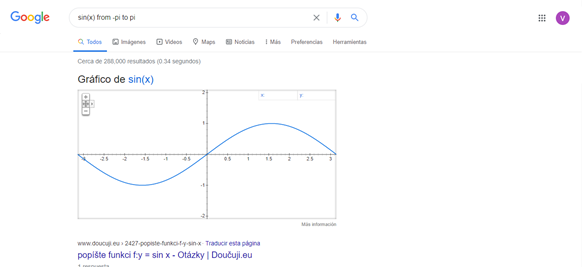 Google
sin(x) from -pi to pi
V
Todos Imágenes Vídeos Maps Noticias Más Preferencias Herramientas
Cerca de 288,000 resultados (0.34 segundos)
Gráfico de sin(x)
x y
2
1
-2.5 -2 -1.5 -1 -0.5 0.5 1 1.5 2 2.5 3
-1
-2
Más información
www.doucuji.eu › 2427-popiste-funkci-f-y-sin-x Traducir esta página
popište funkci f:y = sin x - Otázky | Doučuji.eu